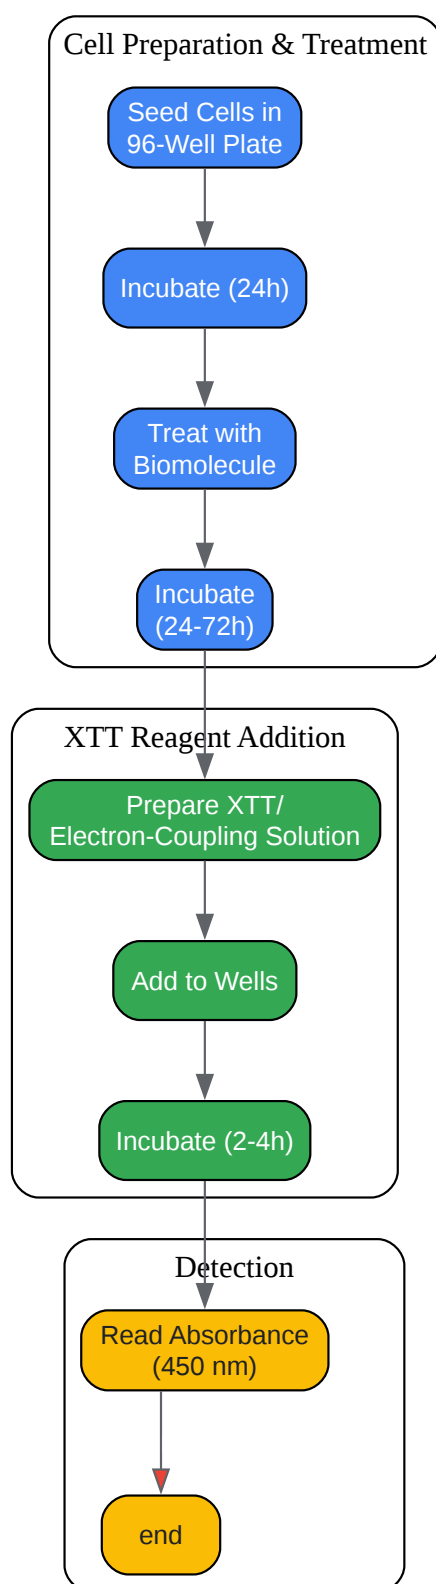 Cell Preparation & Treatment
Seed Cells in
96-Well Plate
Incubate (24h)
Treat with
Biomolecule
Incubate
(24-72h)
XTT Reagent Addition
Prepare XTT/
Electron-Coupling Solution
Add to Wells
Incubate (2-4h)
Detection
Read Absorbance
(450 nm)
end